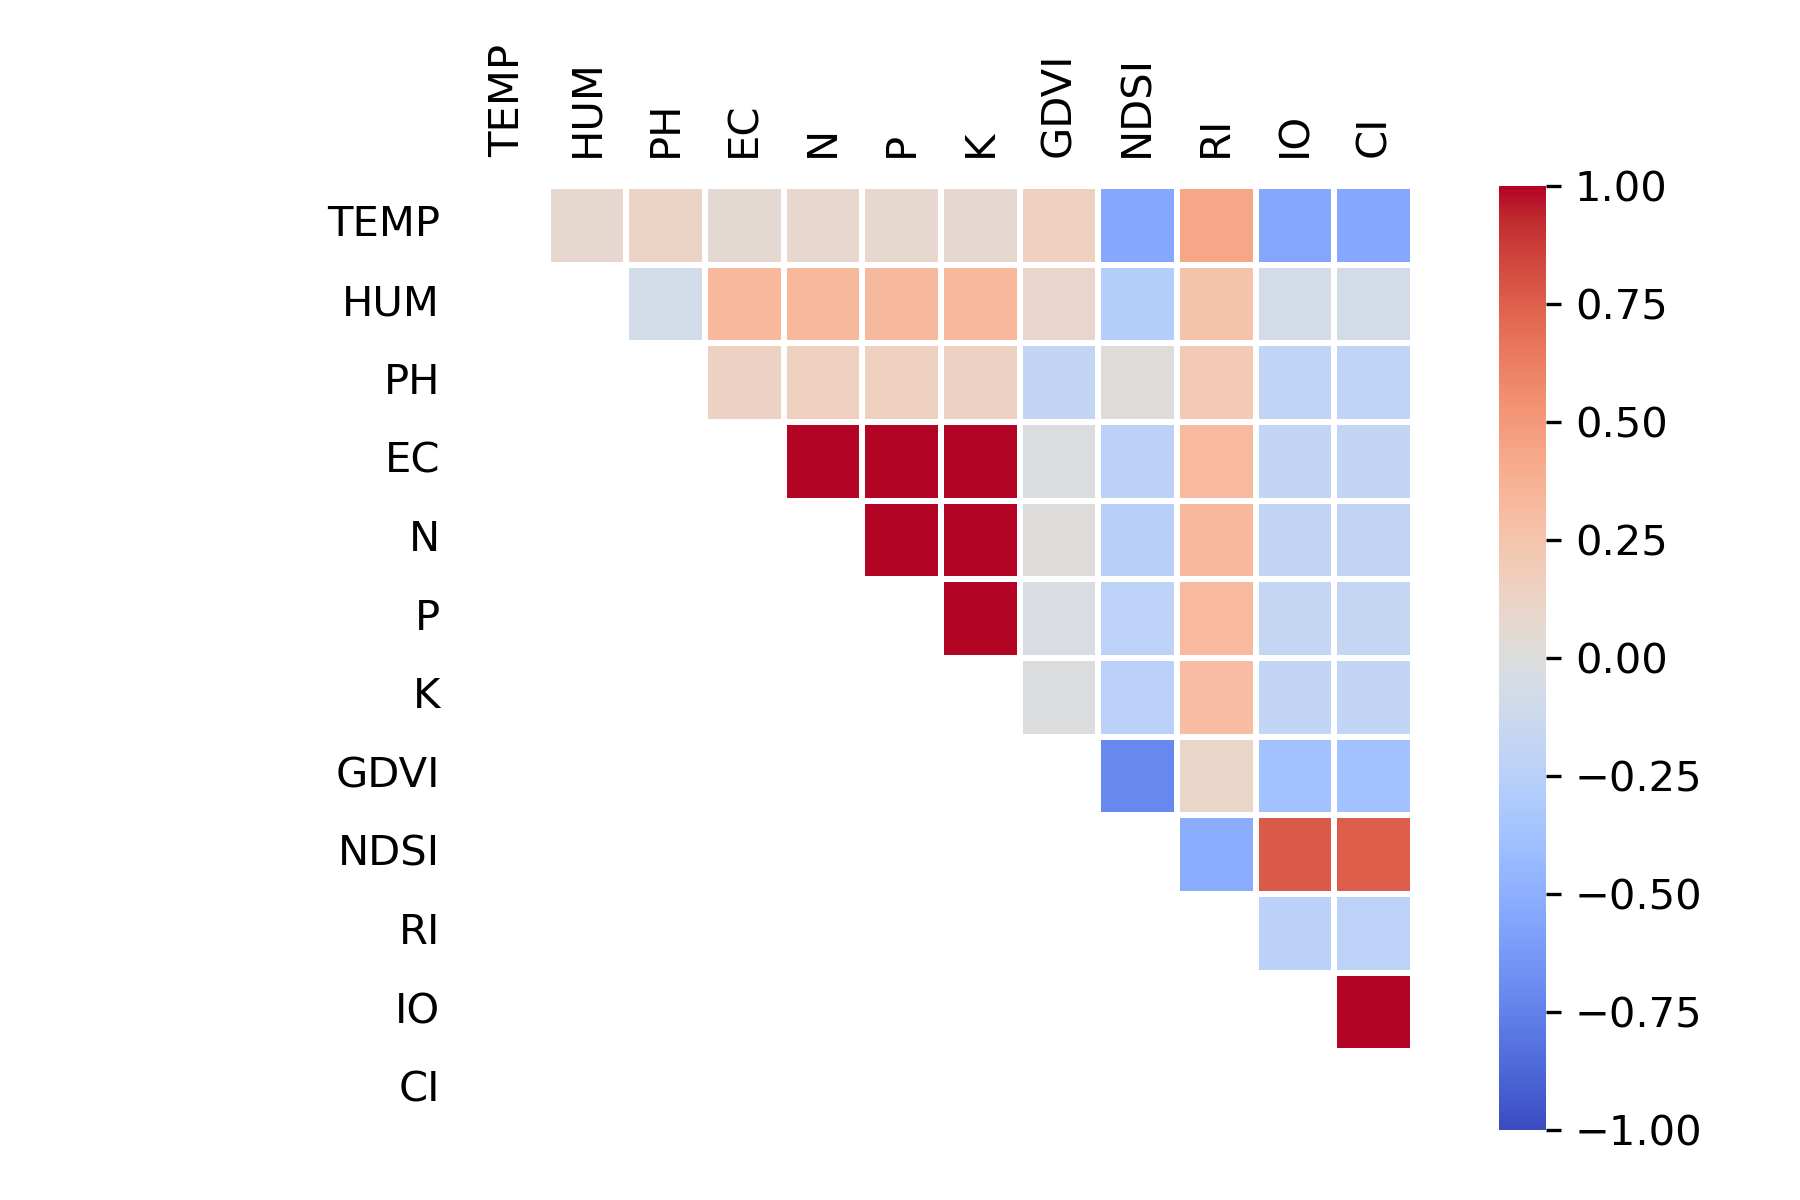 TEMP HUM PH EC N P K GDVI NDSI RI IO CI
TEMP
HUM
PH
EC
N
P
K
GDVI
NDSI
RI
IO
CI
1.00
0.75
0.50
0.25
0.00
−0.25
−0.50
−0.75
−1.00